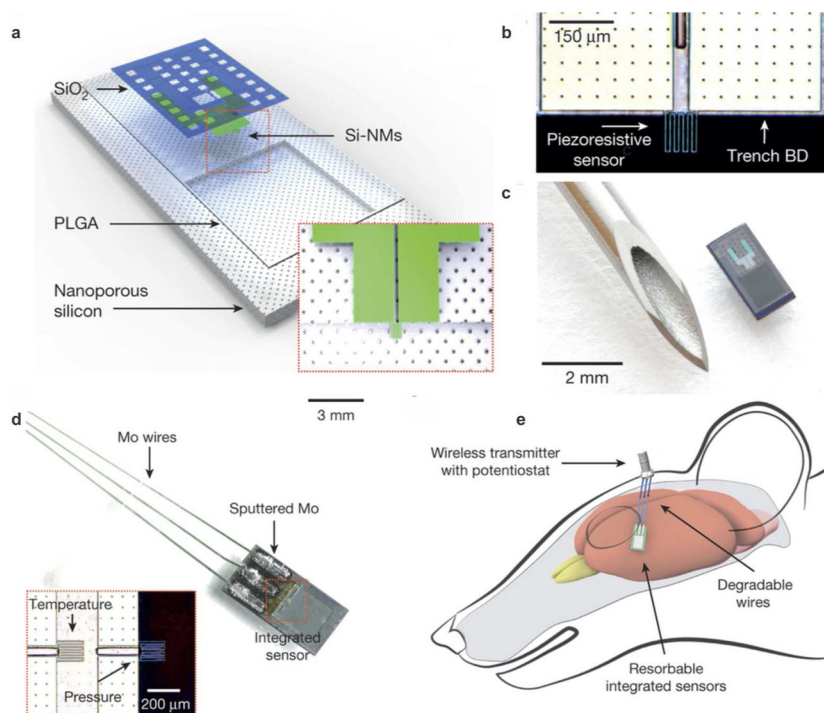 a
SiO2
Si-NMs
PLGA
Nanoporous
silicon
b
150 μm
Piezoresistive
sensor
Trench BD
c
2 mm
3 mm
d
Mo wires
Sputtered Mo
Integrated
sensor
Temperature
Pressure
200 μm
e
Wireless transmitter
with potentiostat
Degradable
wires
Resorbable
integrated sensors